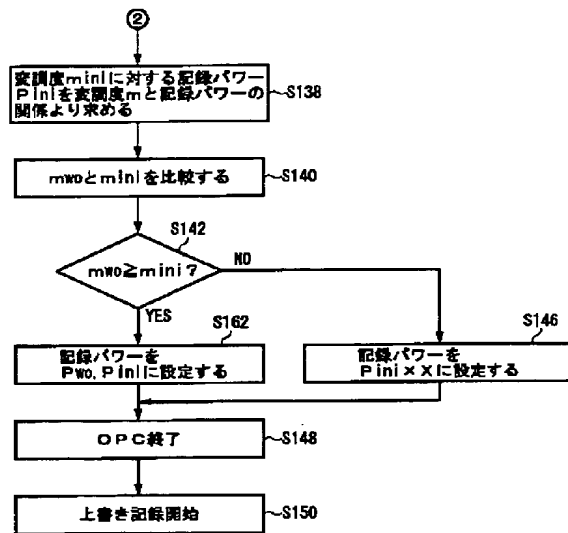 ②
変調度miniに対する記録パワー
Piniを変調度mと記録パワーの
関係より求める
S138
mwoとminiを比較する
S140
S142
mwo≧mini?
NO
YES
S162
記録パワーを
Pwo,Piniに設定する
S146
記録パワーを
Pini×Xiに設定する
OPC終了
S148
上書き記録開始
S150